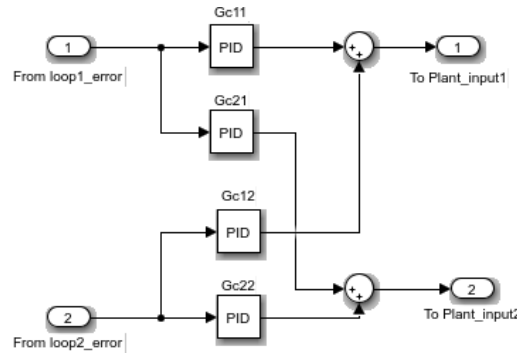 Gc11
1
PID
+
+
1
From loop1_error
To Plant_input1
Gc21
PID
Gc12
PID
Gc22
2
PID
+
+
2
From loop2_error
To Plant_input2